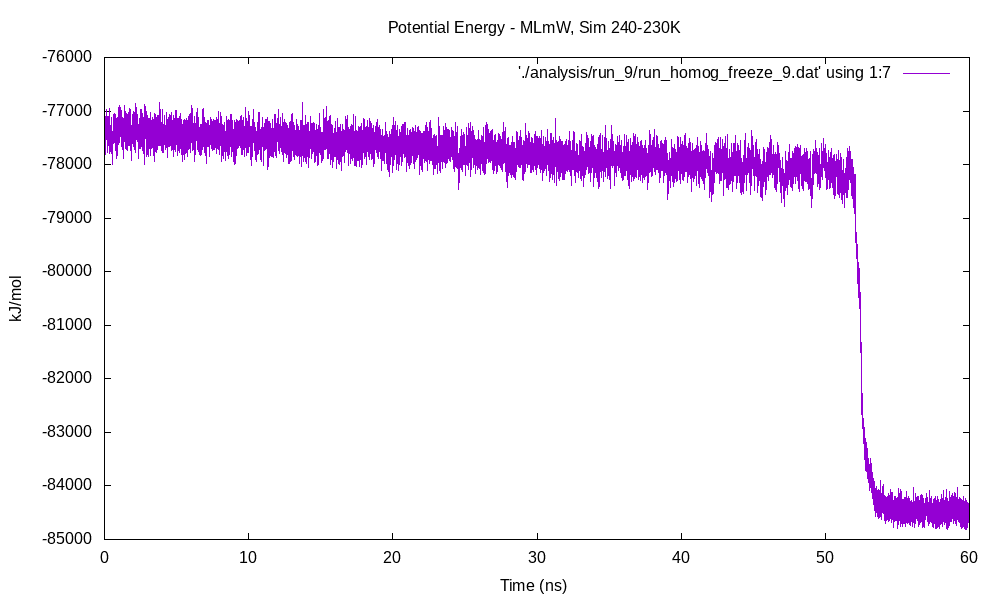 Potential Energy - MLmW, Sim 240-230K
'./analysis/run_9/run_homog_freeze_9.dat' using 1:7
-76000
-77000
-78000
-79000
-80000
-81000
-82000
-83000
-84000
-85000
kJ/mol
0 10 20 30 40 50 60
Time (ns)